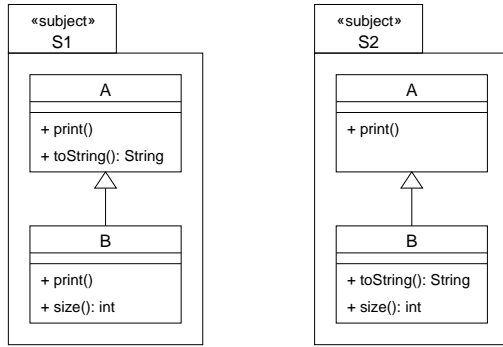 «subject»
S1
A
+ print()
+ toString(): String
B
+ print()
+ size(): int
«subject»
S2
A
+ print()
B
+ toString(): String
+ size(): int